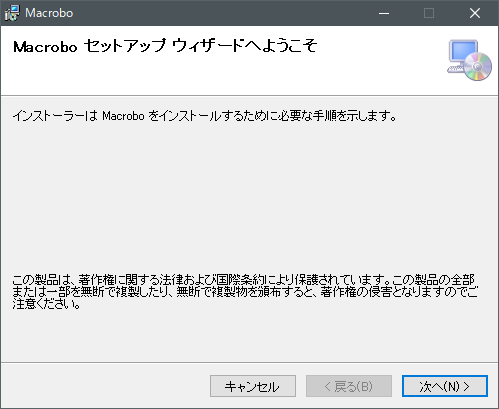 Macrobo
Macrobo セットアップ ウィザードへようこそ
インストーラーは Macrobo をインストールするために必要な手順を示します。
この製品は、著作権に関する法律および国際条約により保護されています。この製品の全部
または一部を無断で複製したり、無断で複製物を頒布すると、著作権の侵害となりますのでご
注意ください。
キャンセル
< 戻る(B)
次へ(N) >